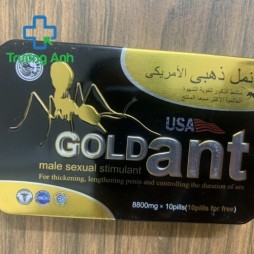 Trường Anh
نمل ذهبي الأمريكي
USA
GOLD ant
male sexual stimulant
For thickening, lengthening penis and controlling the duration of sex
8800mg × 10pills(10pills fpr free)